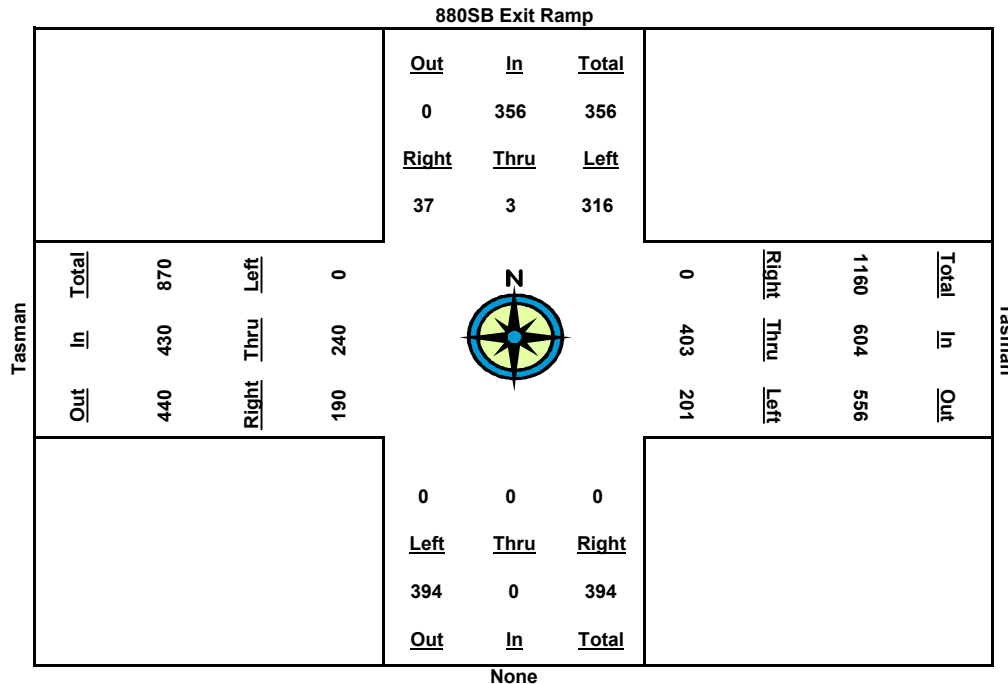 880SB Exit Ramp
Out In Total
0 356 356
Right Thru Left
37 3 316
Tasman
Total 870 Left 0
In 430 Thru 240
Out 440 Right 190
N
0 Right 1160 Total
403 Thru 604 In
201 Left 556 Out
Tasman
0 0 0
Left Thru Right
394 0 394
Out In Total
None